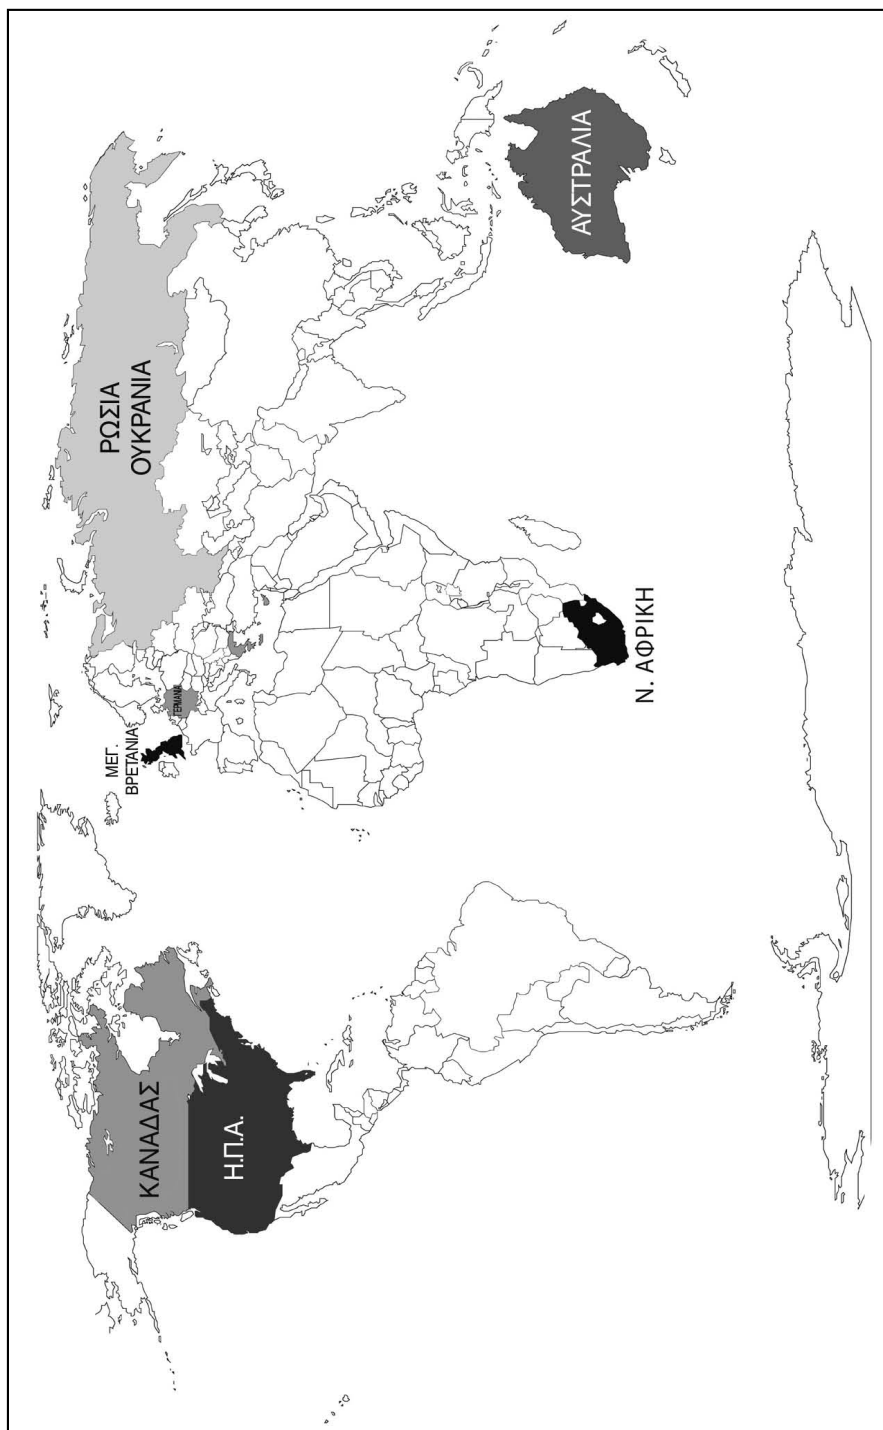 ΚΑΝΑΔΑΣ
Η.Π.Α.
ΜΕΓ.
ΒΡΕΤΑΝΙΑ
ΓΕΡΜΑΝΙΑ
ΡΩΣΙΑ
ΟΥΚΡΑΝΙΑ
Ν. ΑΦΡΙΚΗ
ΑΥΣΤΡΑΛΙΑ